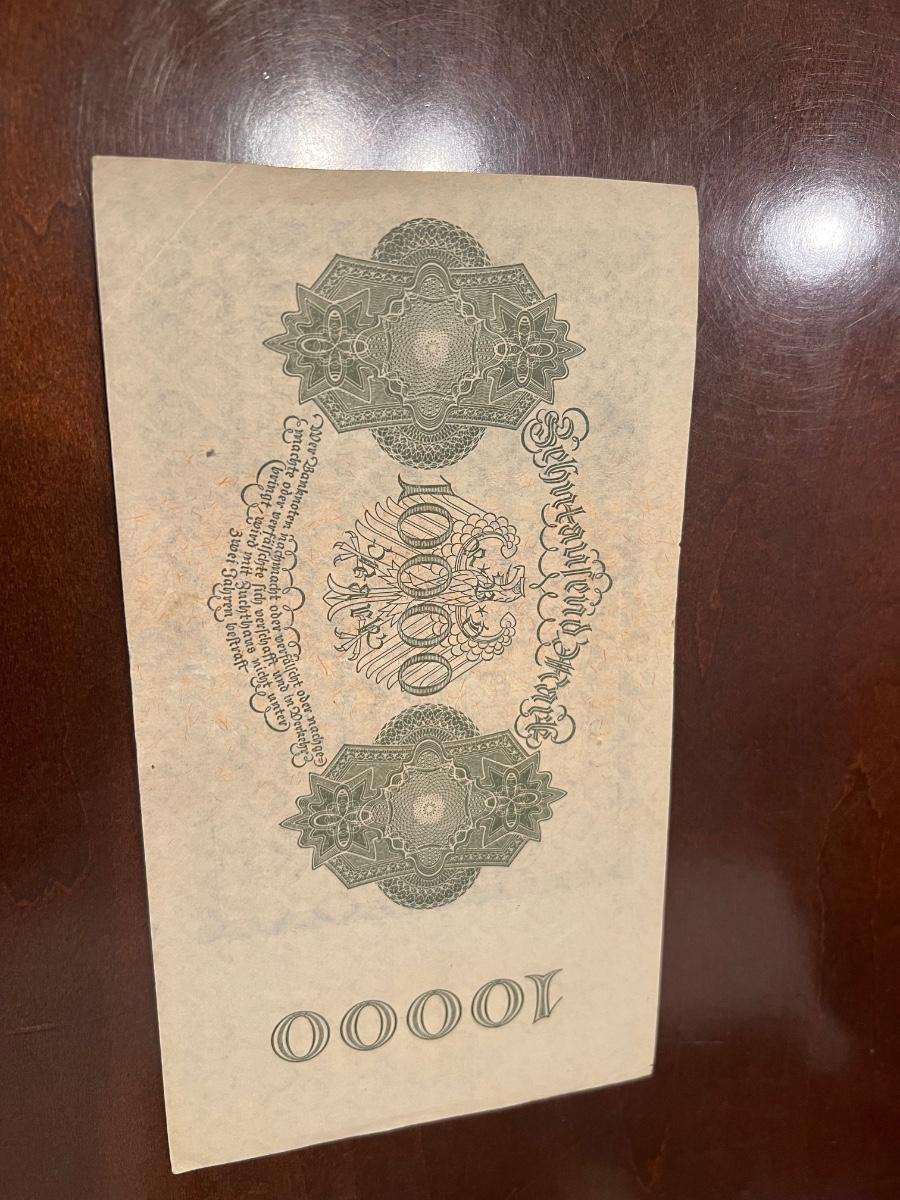 Zehntausend Mark
10000
Mark
Wer Banknoten nachmacht oder verfälscht oder nachge=
machte oder verfälschte sich verschafft und in Verkehr
bringt, wird mit Zuchthaus nicht unter
zwei Jahren bestraft
10000